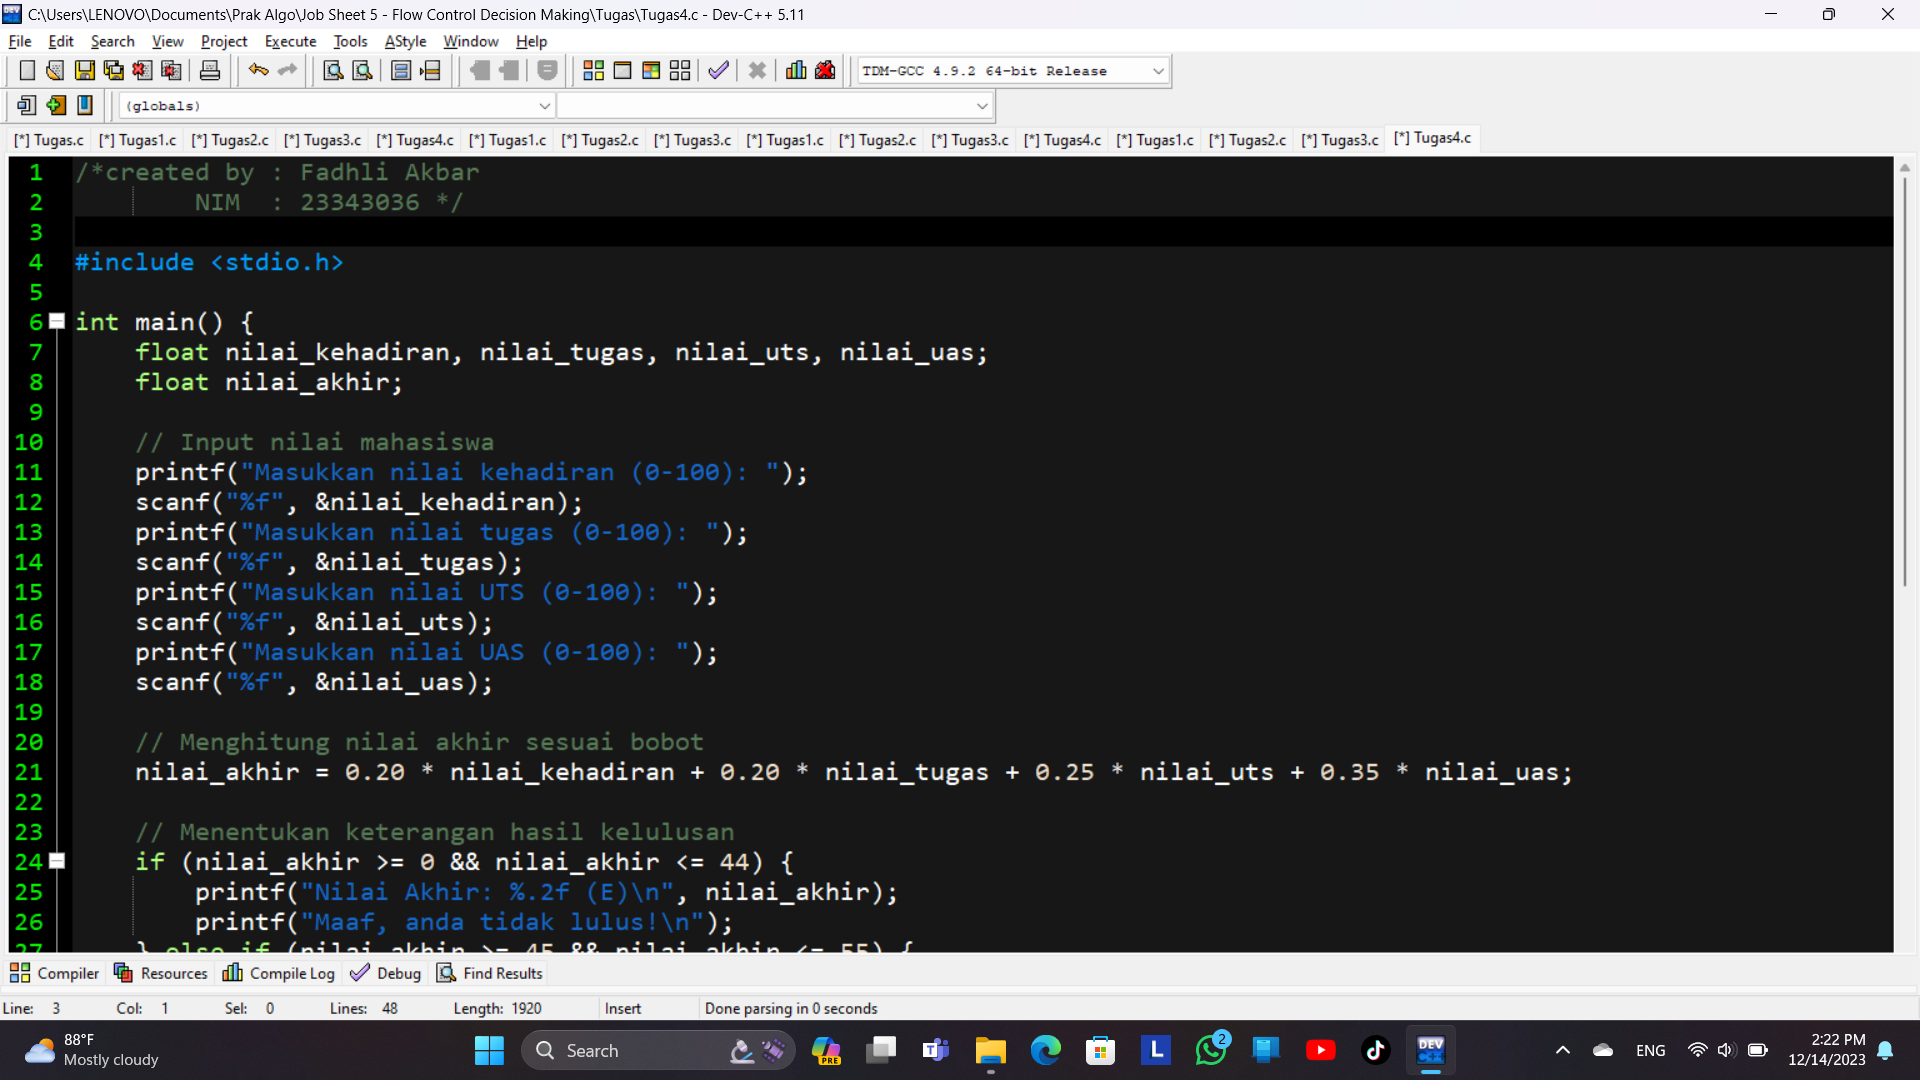 C:\Users\LENOVO\Documents\Prak Algo\Job Sheet 5 - Flow Control Decision Making\Tugas\Tugas4.c - Dev-C++ 5.11
File Edit Search View Project Execute Tools AStyle Window Help
TDM-GCC 4.9.2 64-bit Release
(globals)
[*] Tugas.c [*] Tugas1.c [*] Tugas2.c [*] Tugas3.c [*] Tugas4.c [*] Tugas1.c [*] Tugas2.c [*] Tugas3.c [*] Tugas1.c [*] Tugas2.c [*] Tugas3.c [*] Tugas4.c [*] Tugas1.c [*] Tugas2.c [*] Tugas3.c [*] Tugas4.c
1 /*created by : Fadhli Akbar
2 NIM : 23343036 */
3
4 #include <stdio.h>
5
6 int main() {
7 float nilai_kehadiran, nilai_tugas, nilai_uts, nilai_uas;
8 float nilai_akhir;
9
10 // Input nilai mahasiswa
11 printf("Masukkan nilai kehadiran (0-100): ");
12 scanf("%f", &nilai_kehadiran);
13 printf("Masukkan nilai tugas (0-100): ");
14 scanf("%f", &nilai_tugas);
15 printf("Masukkan nilai UTS (0-100): ");
16 scanf("%f", &nilai_uts);
17 printf("Masukkan nilai UAS (0-100): ");
18 scanf("%f", &nilai_uas);
19
20 // Menghitung nilai akhir sesuai bobot
21 nilai_akhir = 0.20 * nilai_kehadiran + 0.20 * nilai_tugas + 0.25 * nilai_uts + 0.35 * nilai_uas;
22
23 // Menentukan keterangan hasil kelulusan
24 if (nilai_akhir >= 0 && nilai_akhir <= 44) {
25 printf("Nilai Akhir: %.2f (E)\n", nilai_akhir);
26 printf("Maaf, anda tidak lulus!\n");
27 } else if (nilai_akhir >= 45 && nilai_akhir <= 55) {
Compiler Resources Compile Log Debug Find Results
Line: 3 Col: 1 Sel: 0 Lines: 48 Length: 1920 Insert Done parsing in 0 seconds
88°F
Mostly cloudy
Search
PRE
T
L
2
DEV
C++
ENG
2:22 PM
12/14/2023